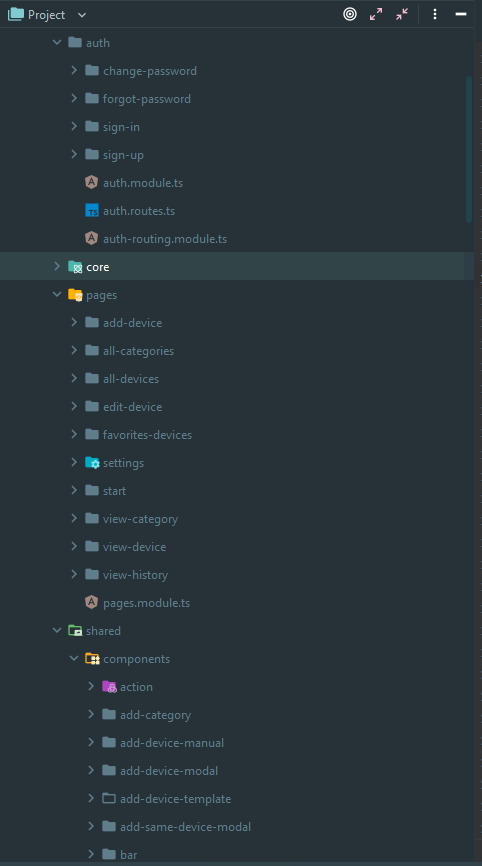 Project
auth
change-password
forgot-password
sign-in
sign-up
auth.module.ts
TS auth.routes.ts
auth-routing.module.ts
core
pages
add-device
all-categories
all-devices
edit-device
favorites-devices
settings
start
view-category
view-device
view-history
pages.module.ts
shared
components
action
add-category
add-device-manual
add-device-modal
add-device-template
add-same-device-modal
bar